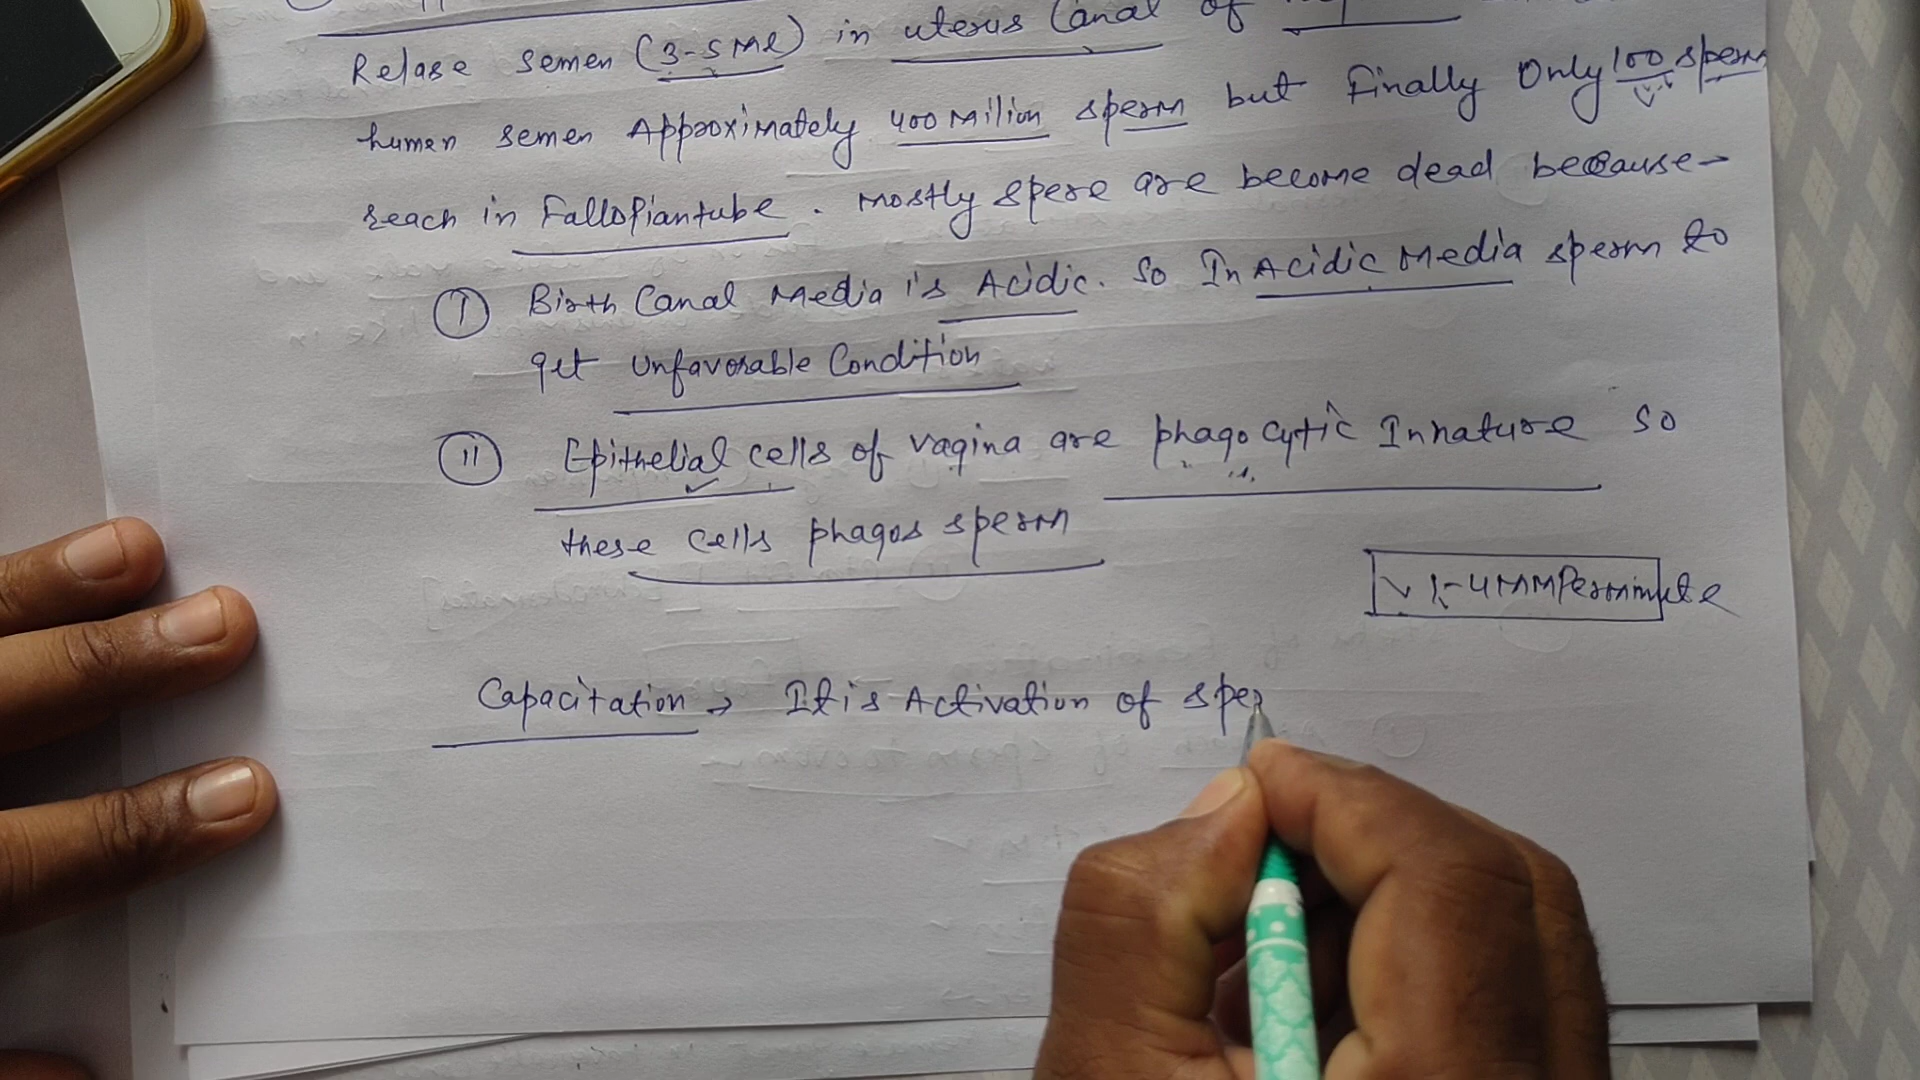 Relase semen (3-5 Ml) in uterus Canal of
human semen Approximately 400 Milion sperm but Finally Only 100 sperm
reach in Fallopiantube. Mostly spere are become dead because→
I Birth Canal Media is Acidic. So In Acidic Media sperm to
get Unfavorable Condition
II Epithelial cells of vagina are phagocytic Innature so
these cells phagos sperm
1-4MMPerminute
Capacitation → It is Activation of sper